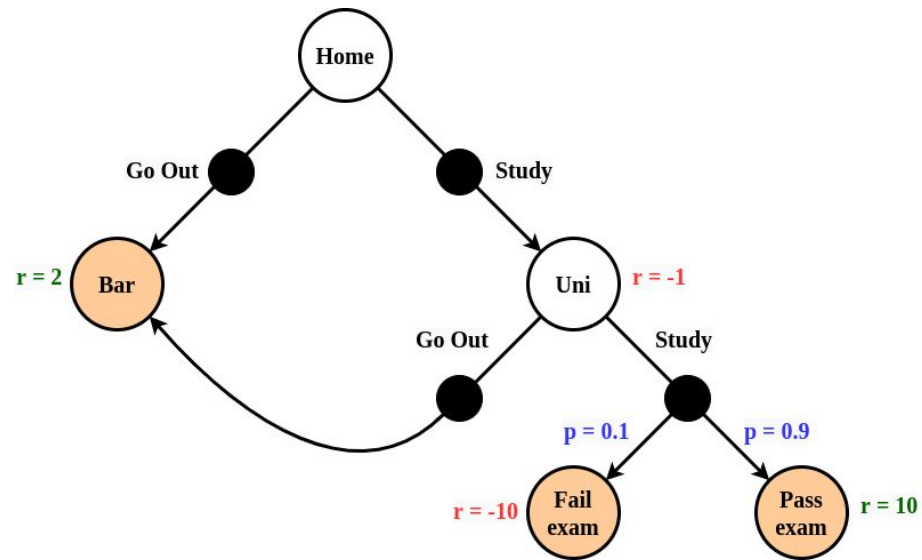 Home
Go Out
Study
r = 2
Bar
Uni
r = -1
Go Out
Study
p = 0.1
p = 0.9
r = -10
Fail
exam
Pass
exam
r = 10